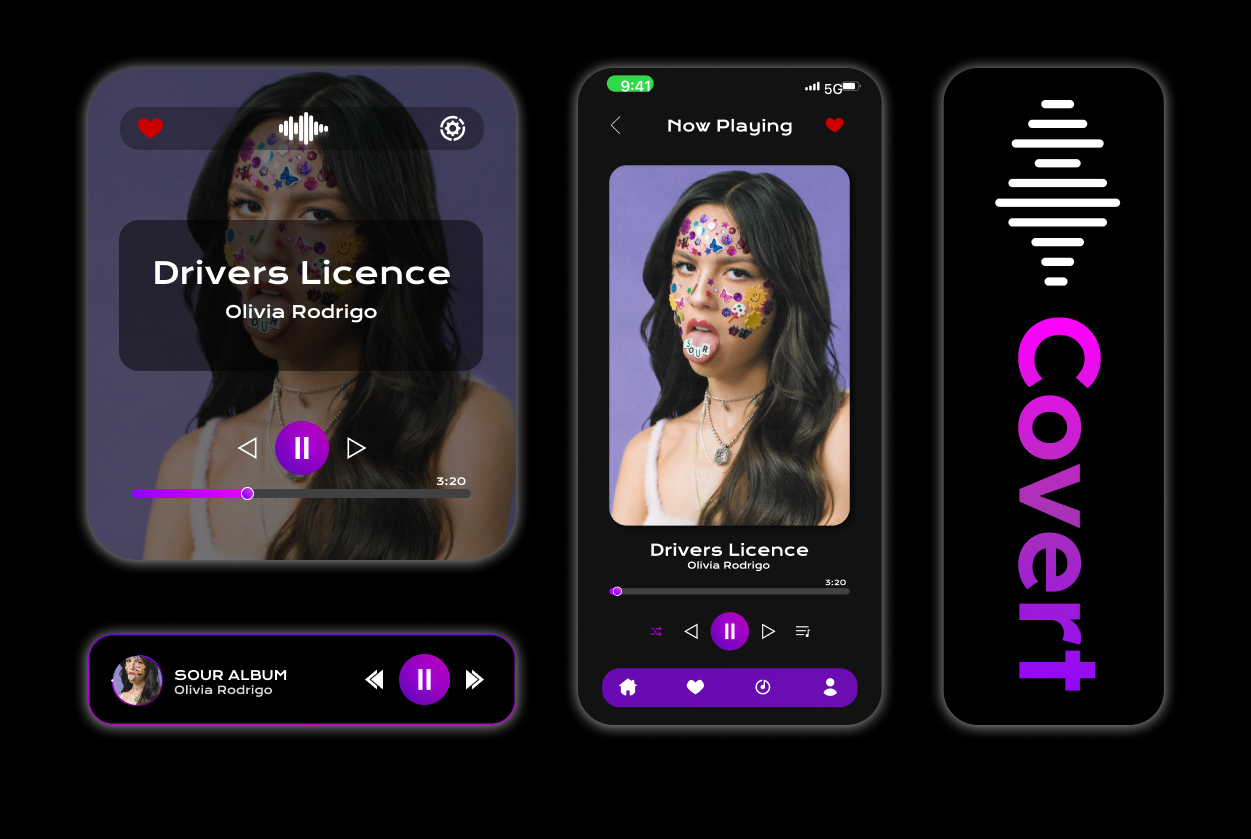 Drivers Licence
Olivia Rodrigo
3:20
SOUR ALBUM
Olivia Rodrigo
9:41
5G
Now Playing
SOUR
Drivers Licence
Olivia Rodrigo
3:20
Covert